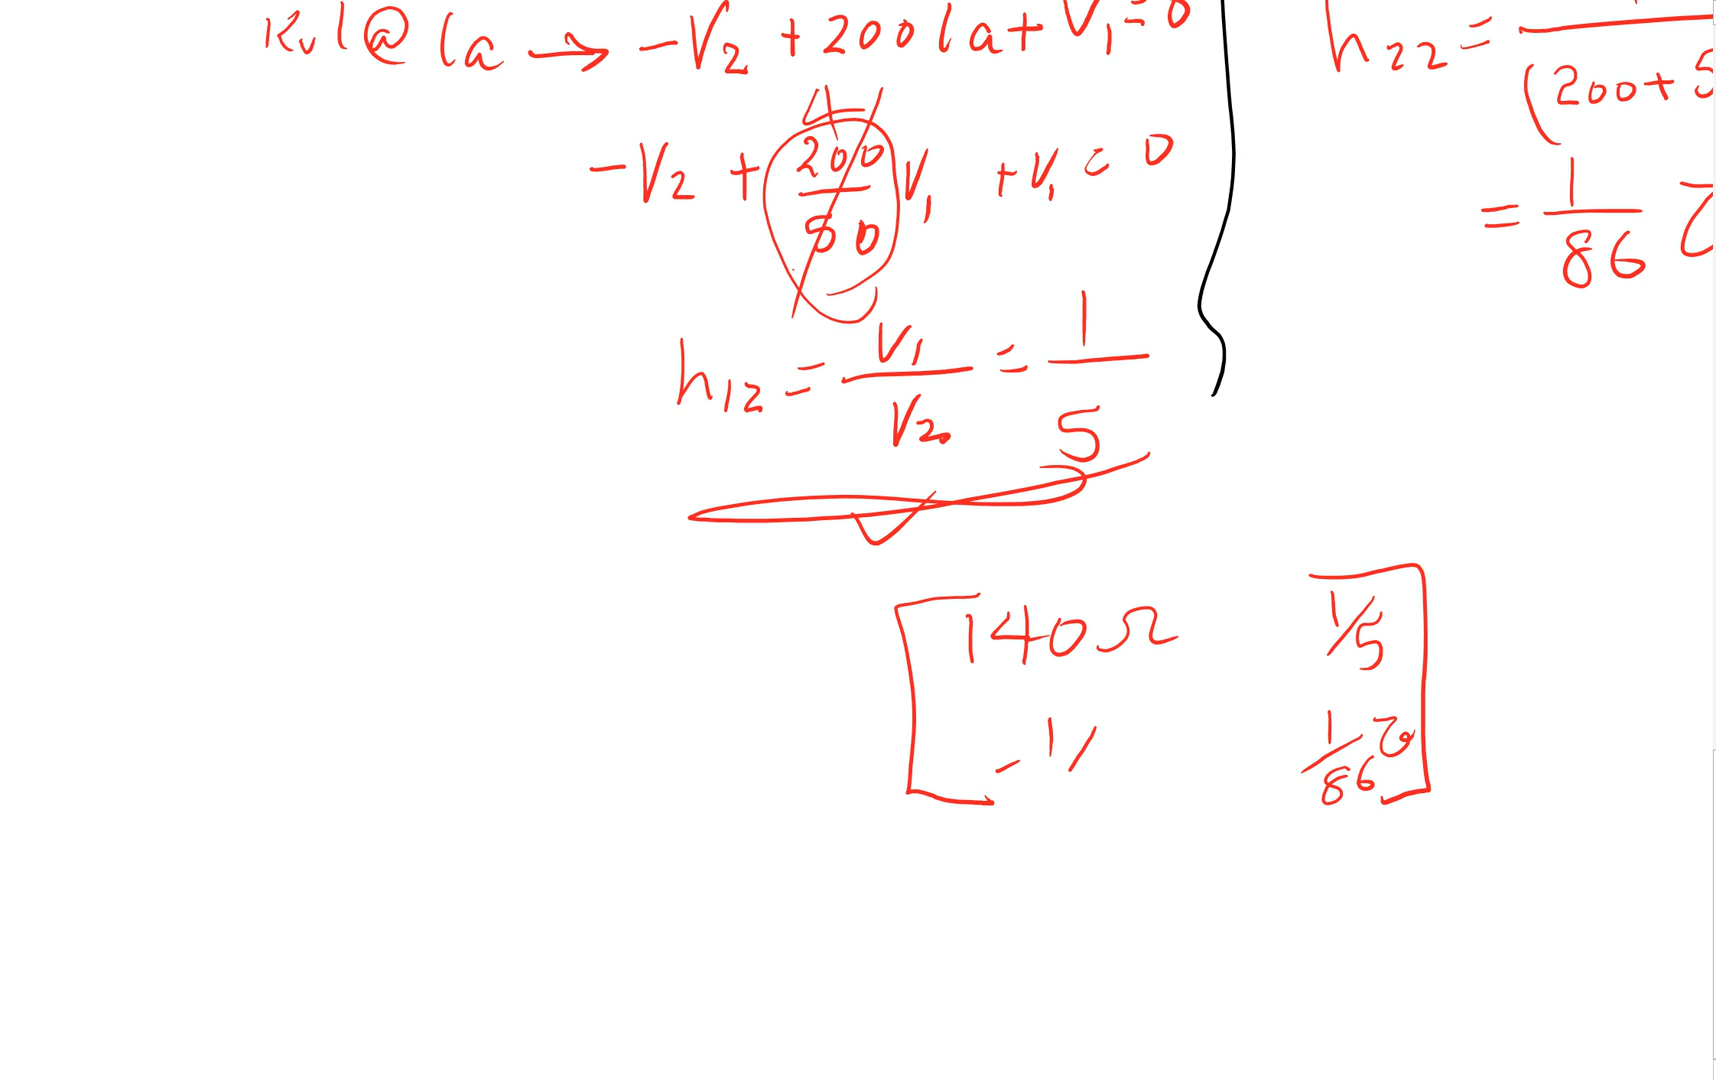 Kvl@ Ia → -V2 + 200Ia + V1 = 0
4
-V2 + 200/50 V1 + V1 = 0
h12 = V1/V2 = 1/5
h22 =
(200+5
= 1/86 ℧
[ 140Ω 1/5
-1/ 1/86 ℧ ]